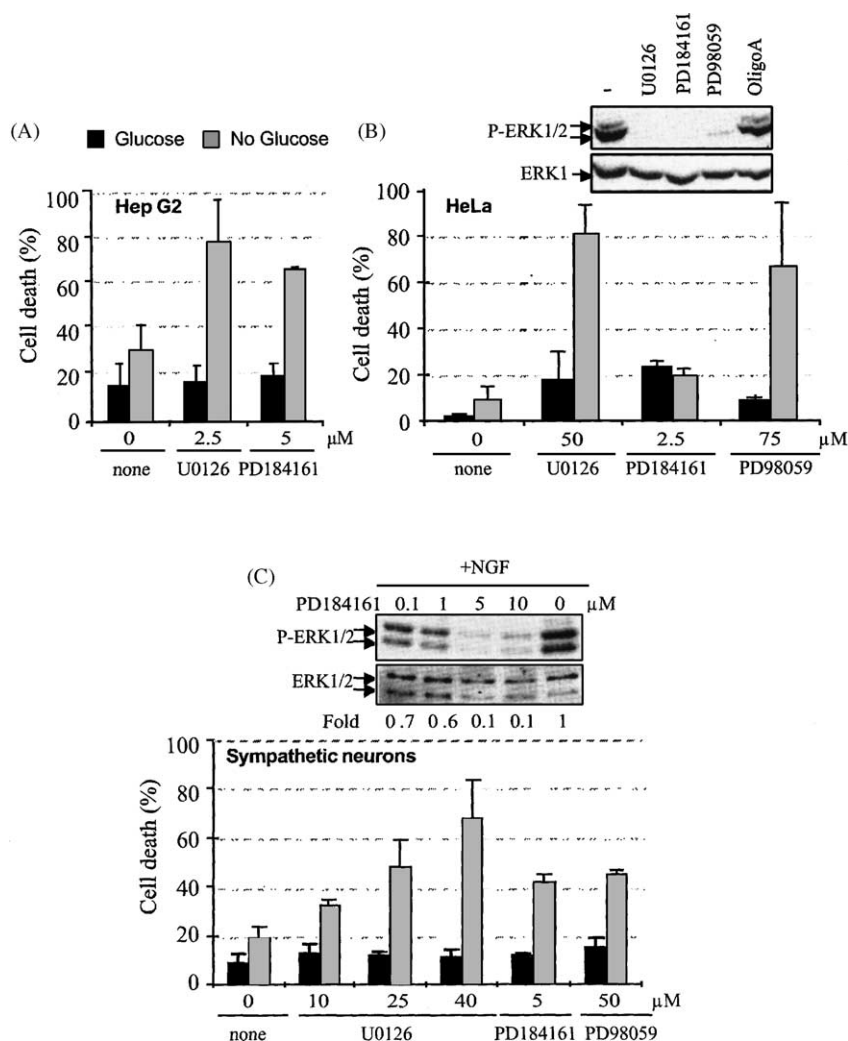 (A)
Glucose No Glucose
Hep G2
Cell death (%)
100
80
60
40
20
0
0 2.5 5 μM
none U0126 PD184161
(B)
- U0126 PD184161 PD98059 OligoA
P-ERK1/2
ERK1
HeLa
Cell death (%)
100
80
60
40
20
0
0 50 2.5 75 μM
none U0126 PD184161 PD98059
(C)
+NGF
PD184161 0.1 1 5 10 0 μM
P-ERK1/2
ERK1/2
Fold 0.7 0.6 0.1 0.1 1
Sympathetic neurons
Cell death (%)
100
80
60
40
20
0
0 10 25 40 5 50 μM
none U0126 PD184161 PD98059